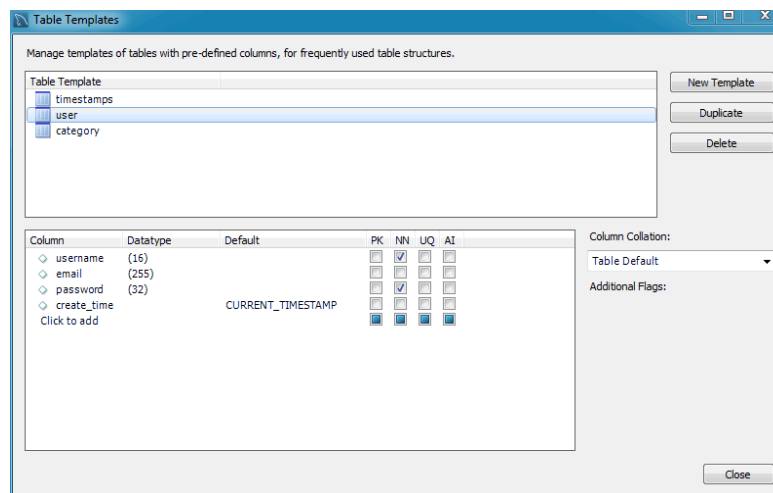 Table Templates
Manage templates of tables with pre-defined columns, for frequently used table structures.
Table Template
timestamps
user
category
New Template
Duplicate
Delete
Column Datatype Default PK NN UQ AI
username (16)
email (255)
password (32)
create_time CURRENT_TIMESTAMP
Click to add
Column Collation:
Table Default
Additional Flags:
Close